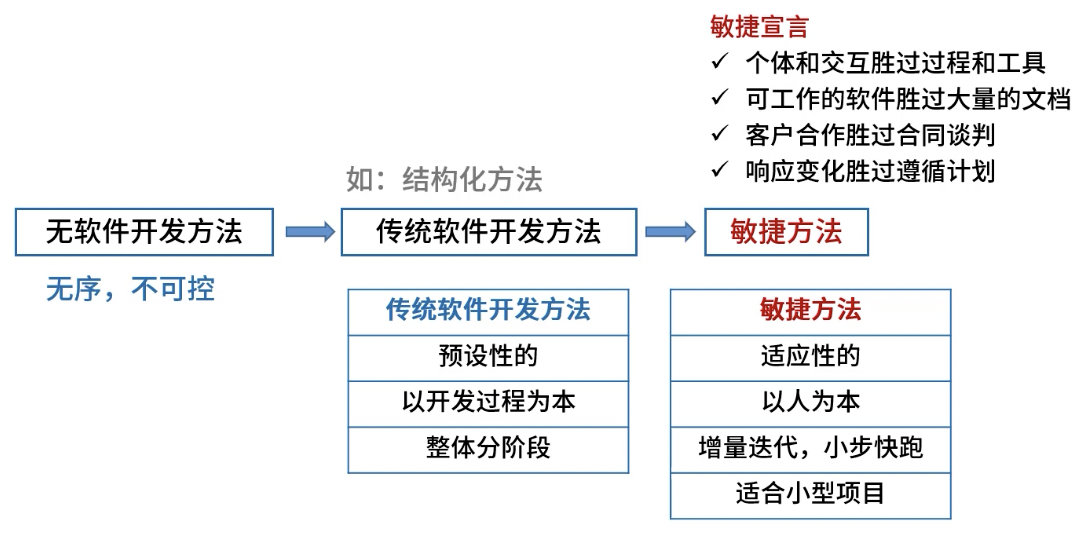 敏捷宣言
✓ 个体和交互胜过过程和工具
✓ 可工作的软件胜过大量的文档
✓ 客户合作胜过合同谈判
✓ 响应变化胜过遵循计划
如：结构化方法
无软件开发方法
传统软件开发方法
敏捷方法
无序，不可控
传统软件开发方法
预设性的
以开发过程为本
整体分阶段
敏捷方法
适应性的
以人为本
增量迭代，小步快跑
适合小型项目